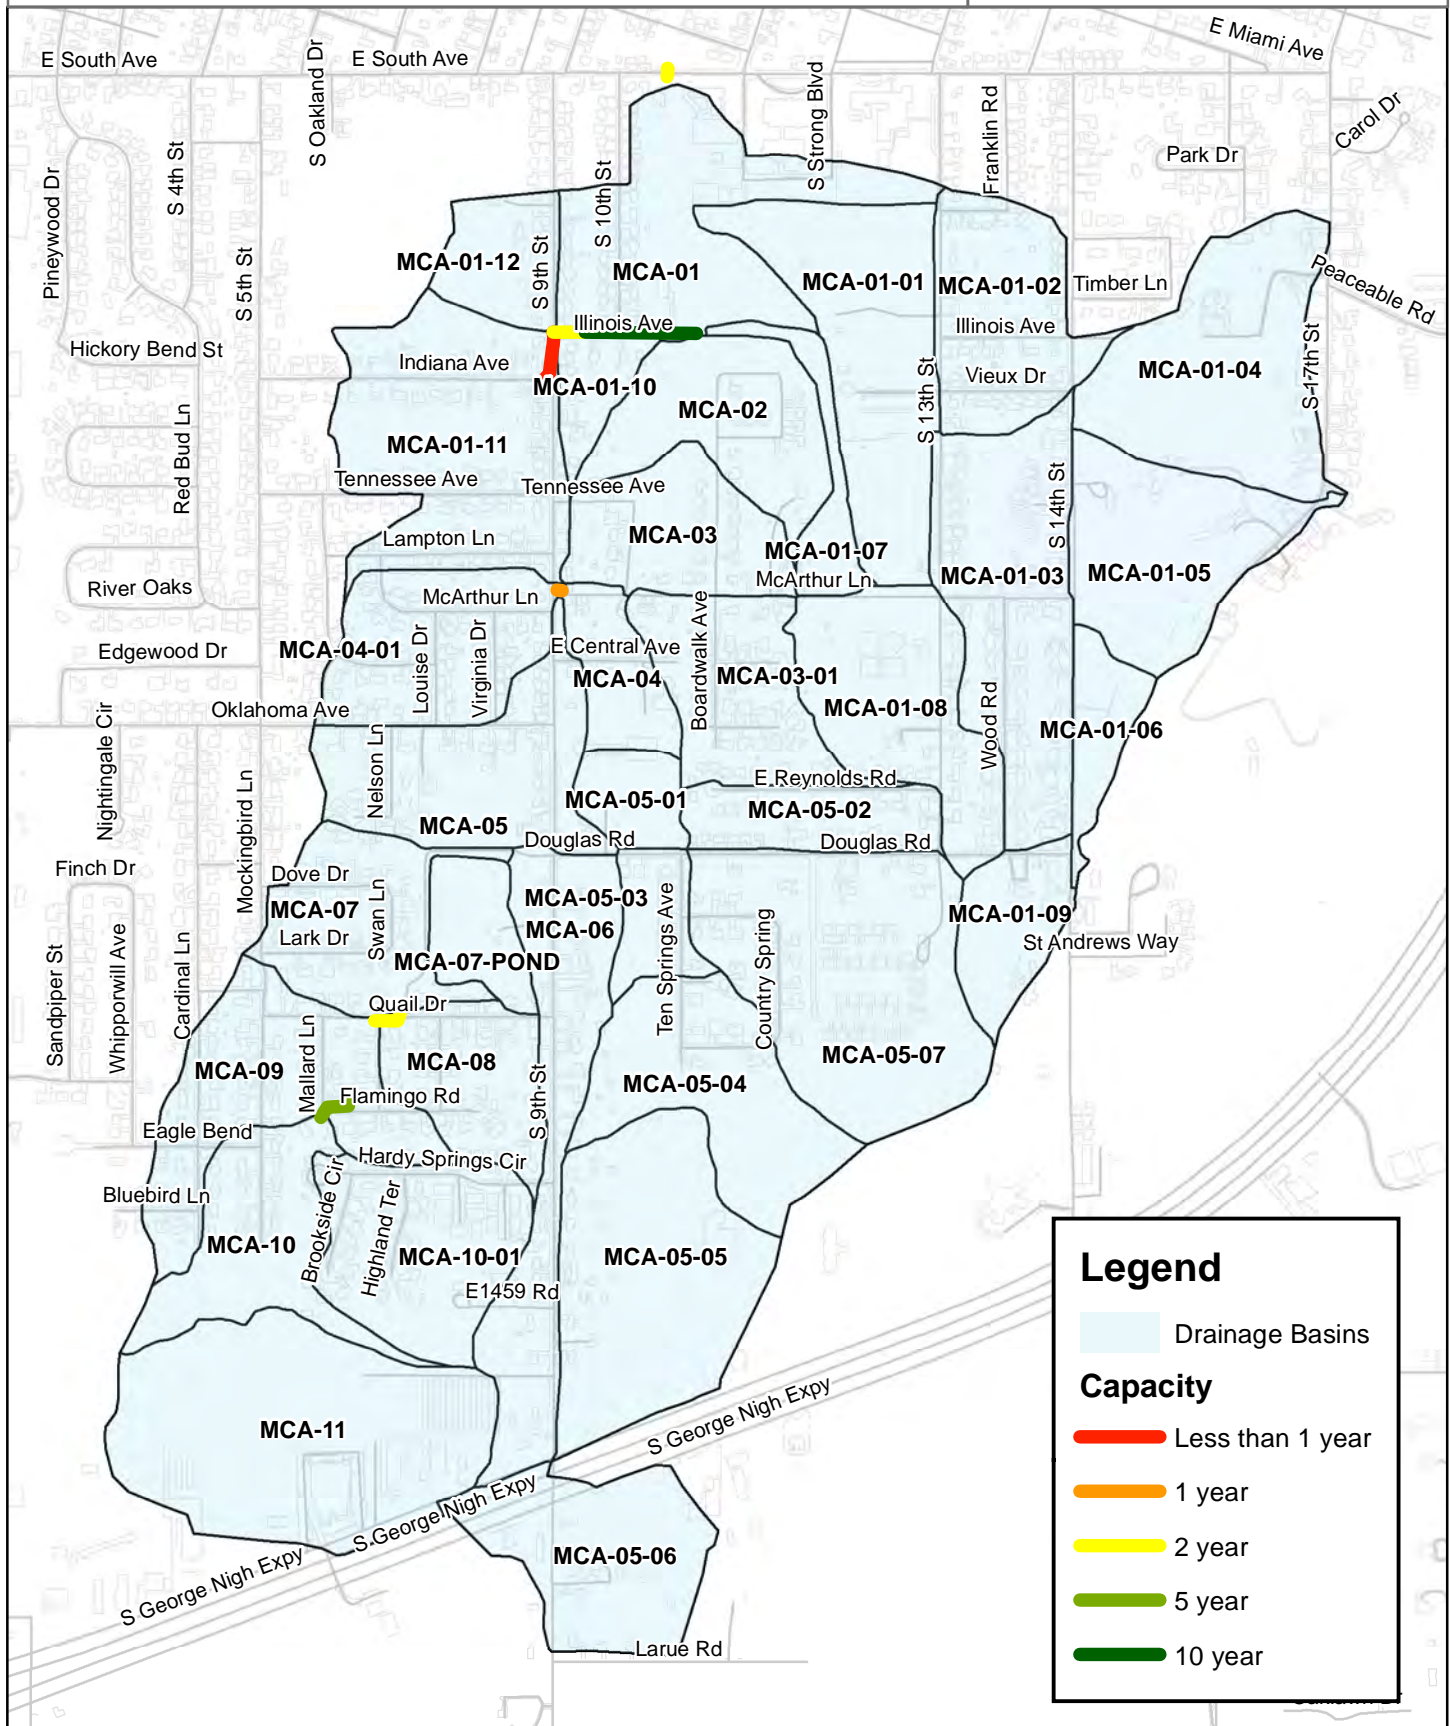 E Miami Ave
E South Ave
S Oakland Dr
E South Ave
S Strong Blvd
Franklin Rd
Carol Dr
Park Dr
Pineywood Dr
S 4th St
S 5th St
S 10th St
S 9th St
MCA-01-12
MCA-01
MCA-01-01
MCA-01-02
Timber Ln
Peaceable Rd
Illinois Ave
Illinois Ave
Hickory Bend St
Indiana Ave
MCA-01-10
Vieux Dr
MCA-01-04
S 17th St
MCA-02
S 13th St
Red Bud Ln
MCA-01-11
Tennessee Ave
Tennessee Ave
S 14th St
MCA-03
Lampton Ln
MCA-01-07
McArthur Ln
MCA-01-03
MCA-01-05
River Oaks
McArthur Ln
Edgewood Dr
MCA-04-01
Louise Dr
Virginia Dr
E Central Ave
MCA-04
Boardwalk Ave
MCA-03-01
MCA-01-08
Wood Rd
MCA-01-06
Oklahoma Ave
Nightingale Cir
Nelson Ln
Mockingbird Ln
E Reynolds Rd
MCA-05-01
MCA-05-02
MCA-05
Douglas Rd
Douglas Rd
Finch Dr
Dove Dr
MCA-07
Lark Dr
Swan Ln
MCA-05-03
MCA-06
MCA-07-POND
Ten Springs Ave
Country Spring
MCA-01-09
St Andrews Way
Sandpiper St
Whipporwill Ave
Cardinal Ln
Quail Dr
MCA-09
Mallard Ln
MCA-08
Flamingo Rd
S 9th St
MCA-05-04
MCA-05-07
Eagle Bend
Hardy Springs Cir
Bluebird Ln
Brookside Cir
Highland Ter
MCA-10
MCA-10-01
E1459 Rd
MCA-05-05
MCA-11
S George Nigh Expy
S George Nigh Expy
S George Nigh Expy
MCA-05-06
Larue Rd
Legend
Drainage Basins
Capacity
Less than 1 year
1 year
2 year
5 year
10 year